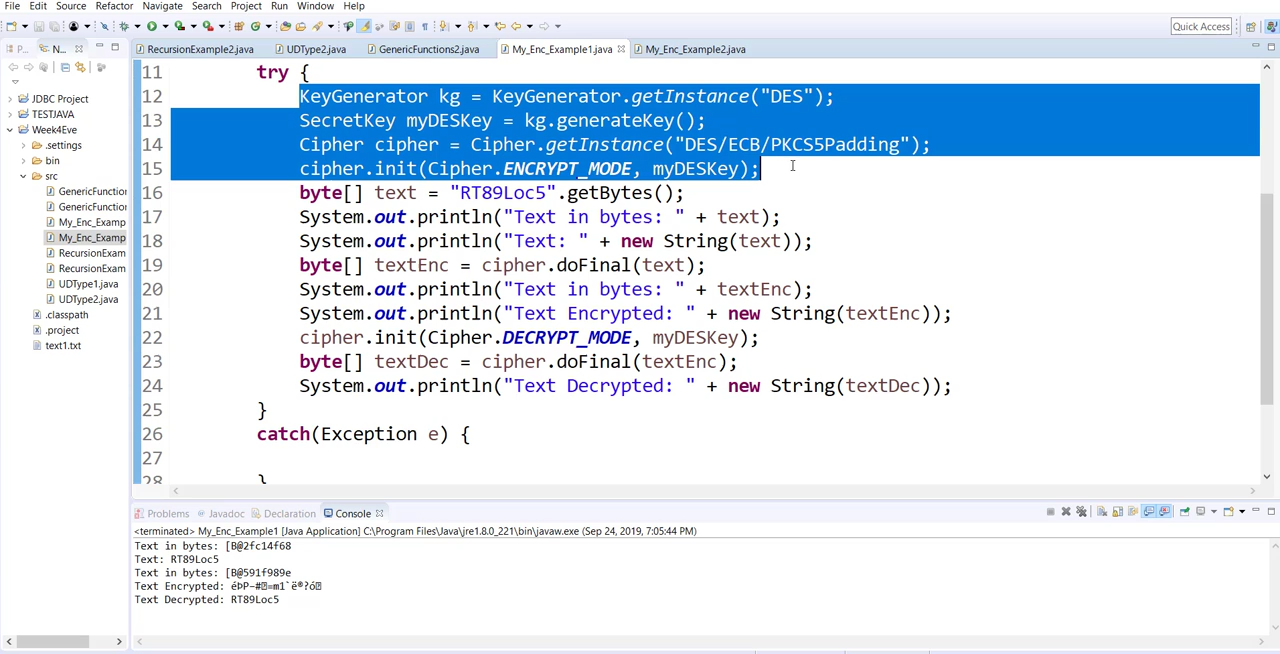 File Edit Source Refactor Navigate Search Project Run Window Help
Quick Access
P... N...
RecursionExample2.java UDType2.java GenericFunctions2.java My_Enc_Example1.java My_Enc_Example2.java
JDBC Project
TESTJAVA
Week4Eve
.settings
bin
src
GenericFunction
GenericFunction
My_Enc_Examp
My_Enc_Examp
RecursionExam
RecursionExam
UDType1.java
UDType2.java
.classpath
.project
text1.txt
11 try {
12 KeyGenerator kg = KeyGenerator.getInstance("DES");
13 SecretKey myDESKey = kg.generateKey();
14 Cipher cipher = Cipher.getInstance("DES/ECB/PKCS5Padding");
15 cipher.init(Cipher.ENCRYPT_MODE, myDESKey);
16 byte[] text = "RT89Loc5".getBytes();
17 System.out.println("Text in bytes: " + text);
18 System.out.println("Text: " + new String(text));
19 byte[] textEnc = cipher.doFinal(text);
20 System.out.println("Text in bytes: " + textEnc);
21 System.out.println("Text Encrypted: " + new String(textEnc));
22 cipher.init(Cipher.DECRYPT_MODE, myDESKey);
23 byte[] textDec = cipher.doFinal(textEnc);
24 System.out.println("Text Decrypted: " + new String(textDec));
25 }
26 catch(Exception e) {
27
28 }
Problems Javadoc Declaration Console
<terminated> My_Enc_Example1 [Java Application] C:\Program Files\Java\jre1.8.0_221\bin\javaw.exe (Sep 24, 2019, 7:05:44 PM)
Text in bytes: [B@2fc14f68
Text: RT89Loc5
Text in bytes: [B@591f989e
Text Encrypted:
Text Decrypted: RT89Loc5